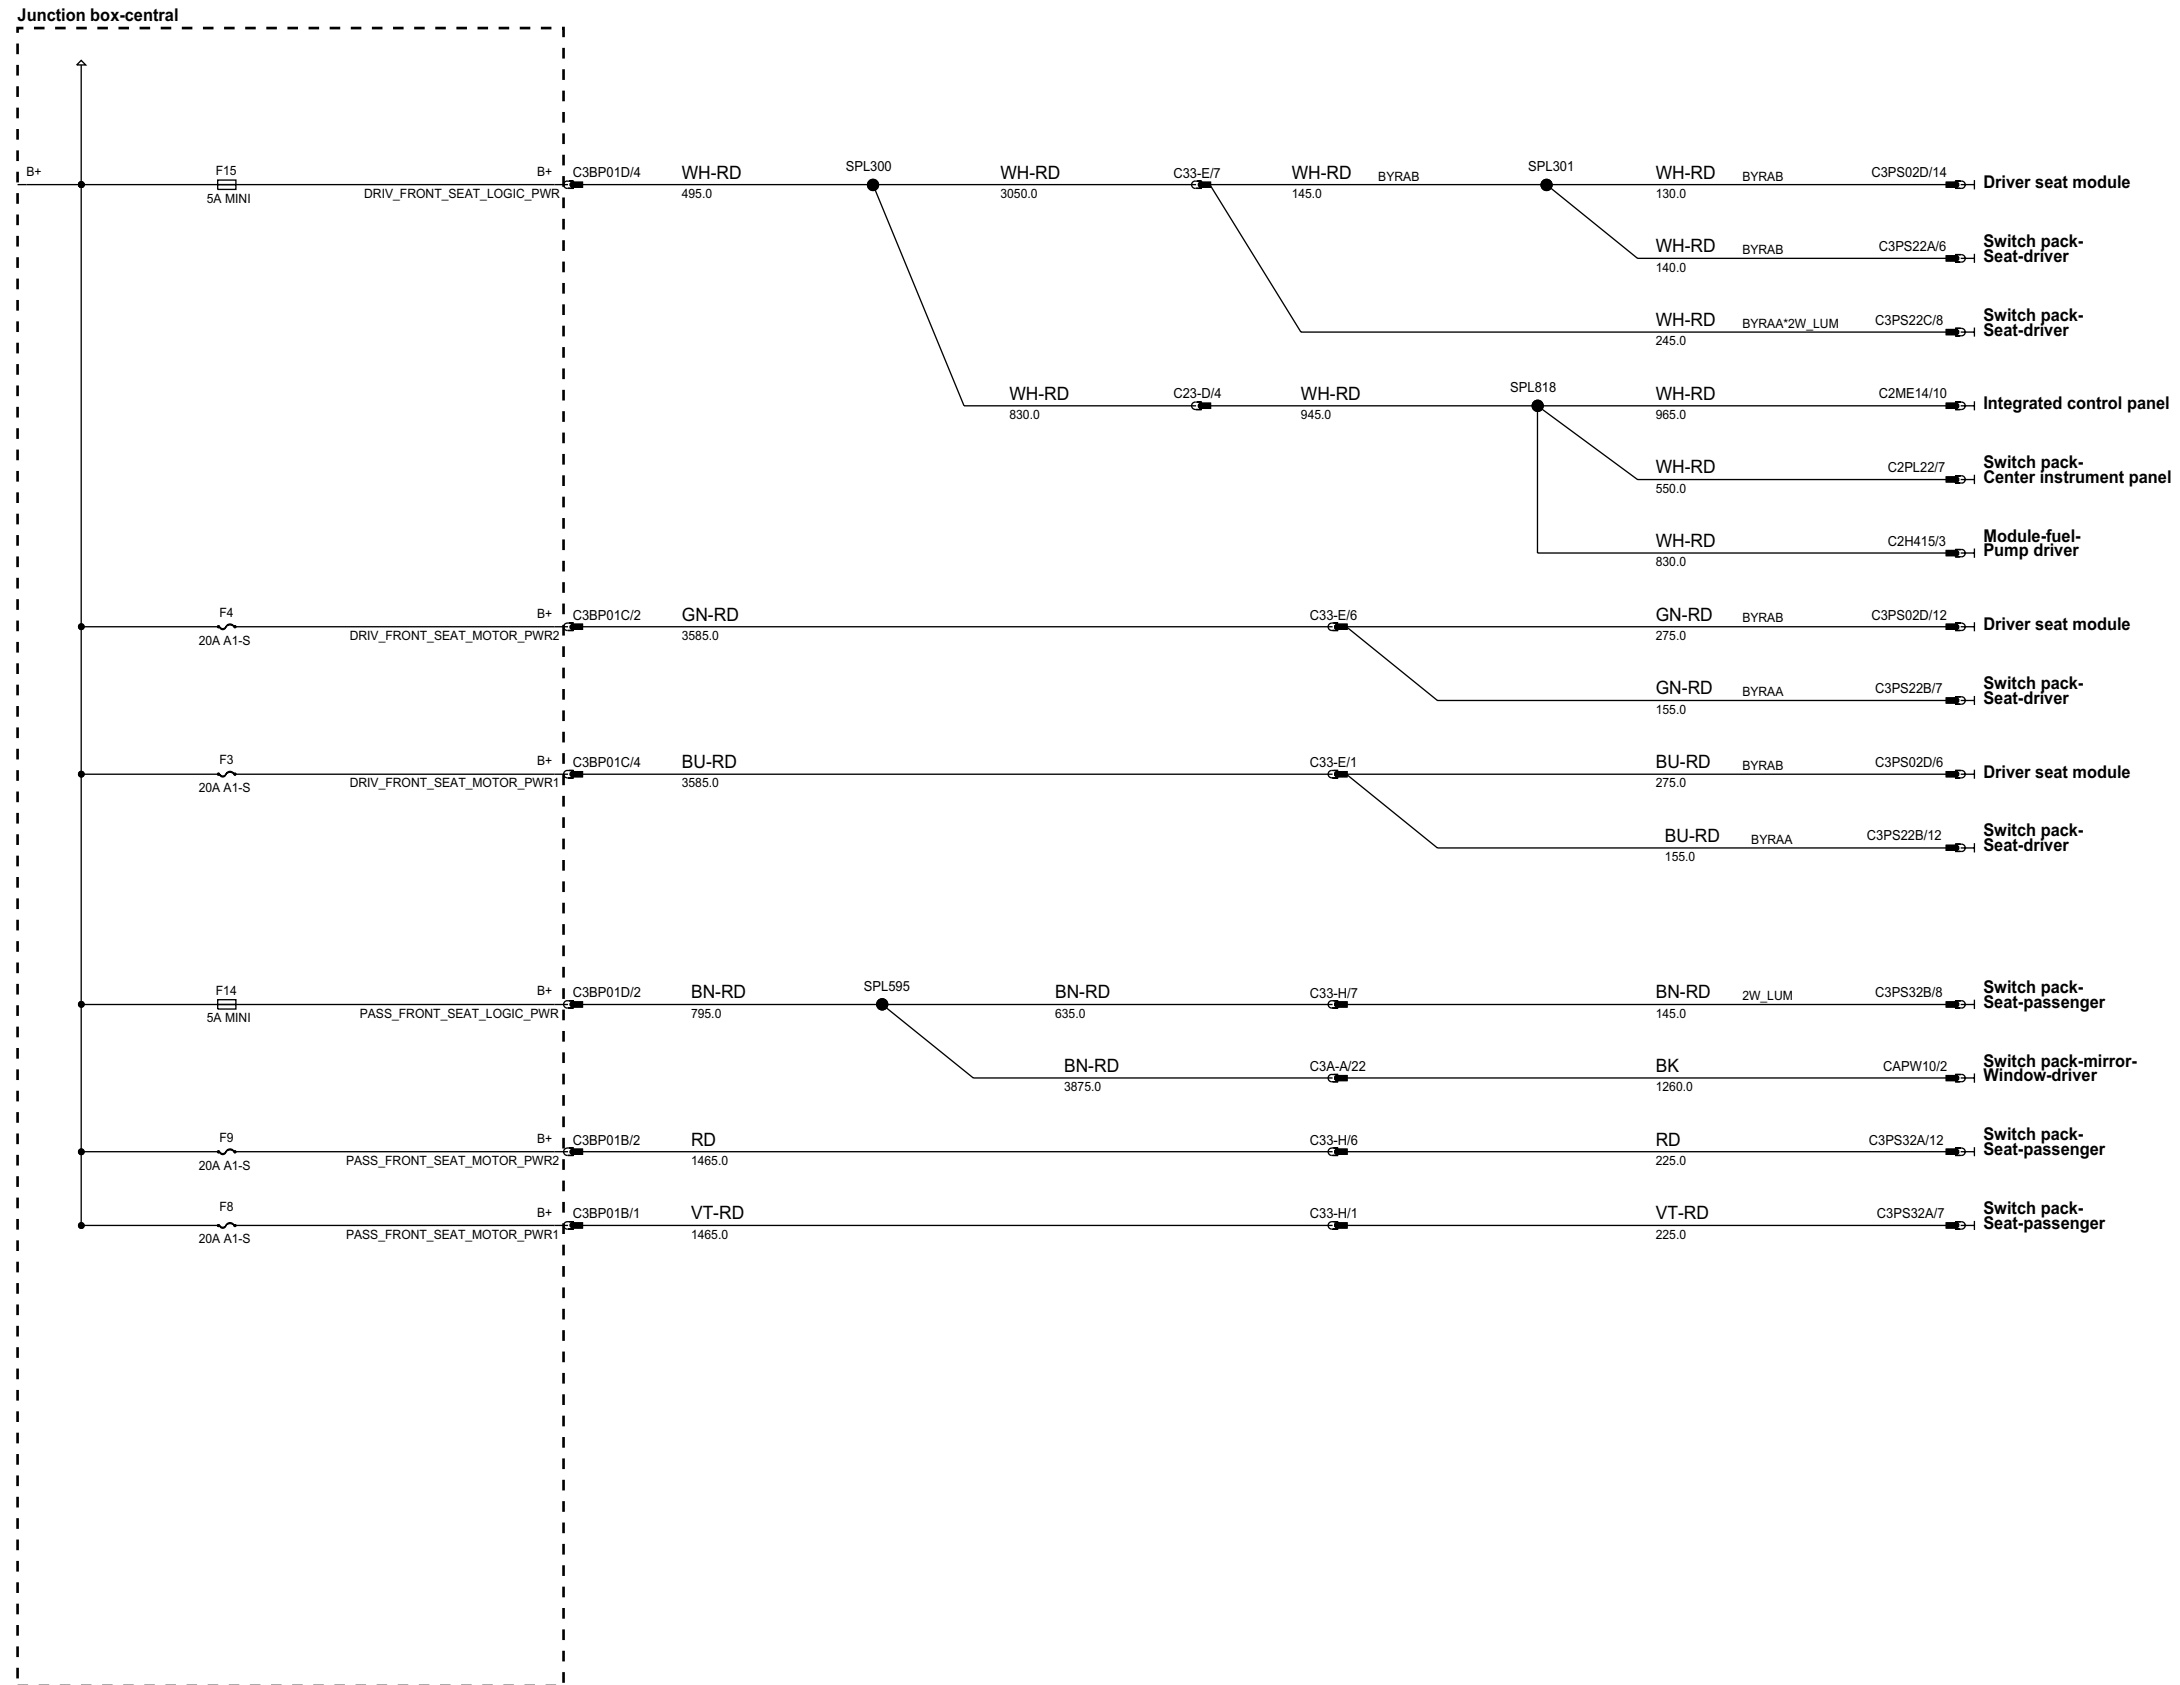 Junction box-central
B+
F15
5A MINI
B+
DRIV_FRONT_SEAT_LOGIC_PWR
C3BP01D/4
WH-RD
495.0
SPL300
WH-RD
3050.0
C33-E/7
WH-RD
BYRAB
145.0
SPL301
WH-RD
BYRAB
130.0
C3PS02D/14
Driver seat module
WH-RD
BYRAB
140.0
C3PS22A/6
Switch pack-
Seat-driver
WH-RD
BYRAA*2W_LUM
245.0
C3PS22C/8
Switch pack-
Seat-driver
WH-RD
830.0
C23-D/4
WH-RD
945.0
SPL818
WH-RD
965.0
C2ME14/10
Integrated control panel
WH-RD
550.0
C2PL22/7
Switch pack-
Center instrument panel
WH-RD
830.0
C2H415/3
Module-fuel-
Pump driver
F4
20A A1-S
B+
DRIV_FRONT_SEAT_MOTOR_PWR2
C3BP01C/2
GN-RD
3585.0
C33-E/6
GN-RD
BYRAB
275.0
C3PS02D/12
Driver seat module
GN-RD
BYRAA
155.0
C3PS22B/7
Switch pack-
Seat-driver
F3
20A A1-S
B+
DRIV_FRONT_SEAT_MOTOR_PWR1
C3BP01C/4
BU-RD
3585.0
C33-E/1
BU-RD
BYRAB
275.0
C3PS02D/6
Driver seat module
BU-RD
BYRAA
155.0
C3PS22B/12
Switch pack-
Seat-driver
F14
5A MINI
B+
PASS_FRONT_SEAT_LOGIC_PWR
C3BP01D/2
BN-RD
795.0
SPL595
BN-RD
635.0
C33-H/7
BN-RD
2W_LUM
145.0
C3PS32B/8
Switch pack-
Seat-passenger
BN-RD
3875.0
C3A-A/22
BK
1260.0
CAPW10/2
Switch pack-mirror-
Window-driver
F9
20A A1-S
B+
PASS_FRONT_SEAT_MOTOR_PWR2
C3BP01B/2
RD
1465.0
C33-H/6
RD
225.0
C3PS32A/12
Switch pack-
Seat-passenger
F8
20A A1-S
B+
PASS_FRONT_SEAT_MOTOR_PWR1
C3BP01B/1
VT-RD
1465.0
C33-H/1
VT-RD
225.0
C3PS32A/7
Switch pack-
Seat-passenger